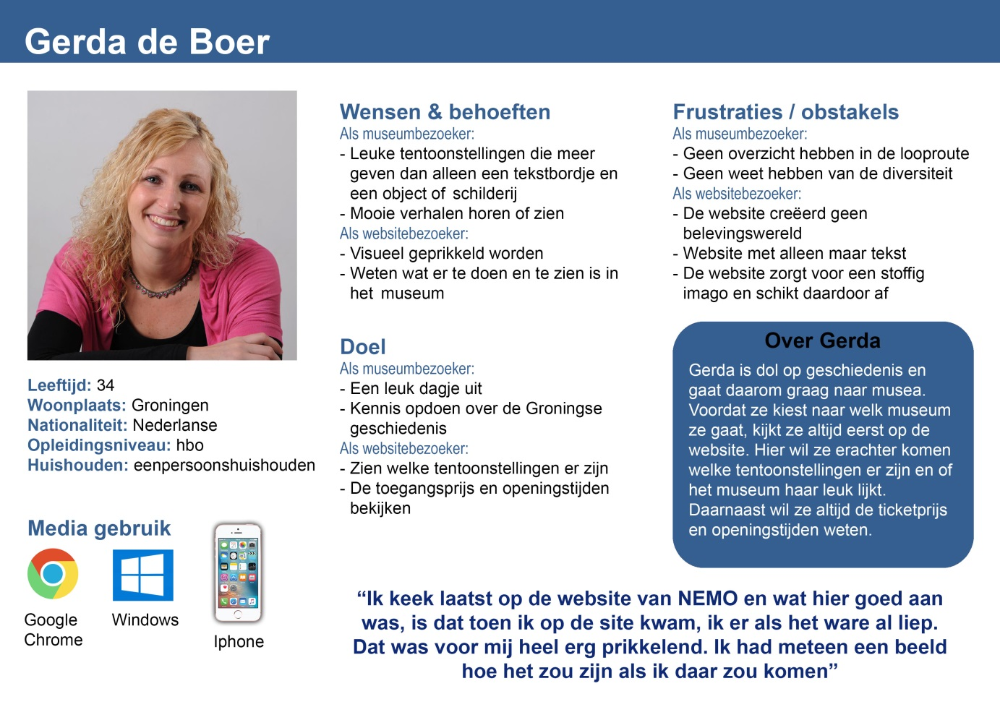 Gerda de Boer
Leeftijd: 34
Woonplaats: Groningen
Nationaliteit: Nederlanse
Opleidingsniveau: hbo
Huishouden: eenpersoonshuishouden
Media gebruik
Google
Chrome
Windows
Iphone
Wensen & behoeften
Als museumbezoeker:
- Leuke tentoonstellingen die meer
geven dan alleen een tekstbordje en
een object of schilderij
- Mooie verhalen horen of zien
Als websitebezoeker:
- Visueel geprikkeld worden
- Weten wat er te doen en te zien is in
het museum
Doel
Als museumbezoeker:
- Een leuk dagje uit
- Kennis opdoen over de Groningse
geschiedenis
Als websitebezoeker:
- Zien welke tentoonstellingen er zijn
- De toegangsprijs en openingstijden
bekijken
Frustraties / obstakels
Als museumbezoeker:
- Geen overzicht hebben in de looproute
- Geen weet hebben van de diversiteit
Als websitebezoeker:
- De website creëerd geen
belevingswereld
- Website met alleen maar tekst
- De website zorgt voor een stoffig
imago en schikt daardoor af
Over Gerda
Gerda is dol op geschiedenis en
gaat daarom graag naar musea.
Voordat ze kiest naar welk museum
ze gaat, kijkt ze altijd eerst op de
website. Hier wil ze erachter komen
welke tentoonstellingen er zijn en of
het museum haar leuk lijkt.
Daarnaast wil ze altijd de ticketprijs
en openingstijden weten.
“Ik keek laatst op de website van NEMO en wat hier goed aan
was, is dat toen ik op de site kwam, ik er als het ware al liep.
Dat was voor mij heel erg prikkelend. Ik had meteen een beeld
hoe het zou zijn als ik daar zou komen”